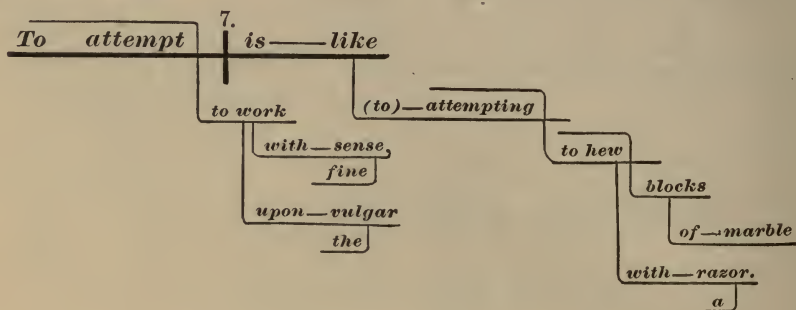 7.
To attempt is — like
to work (to) — attempting
with — sense, to hew
fine blocks
upon — vulgar of — marble
the with — razor.
a